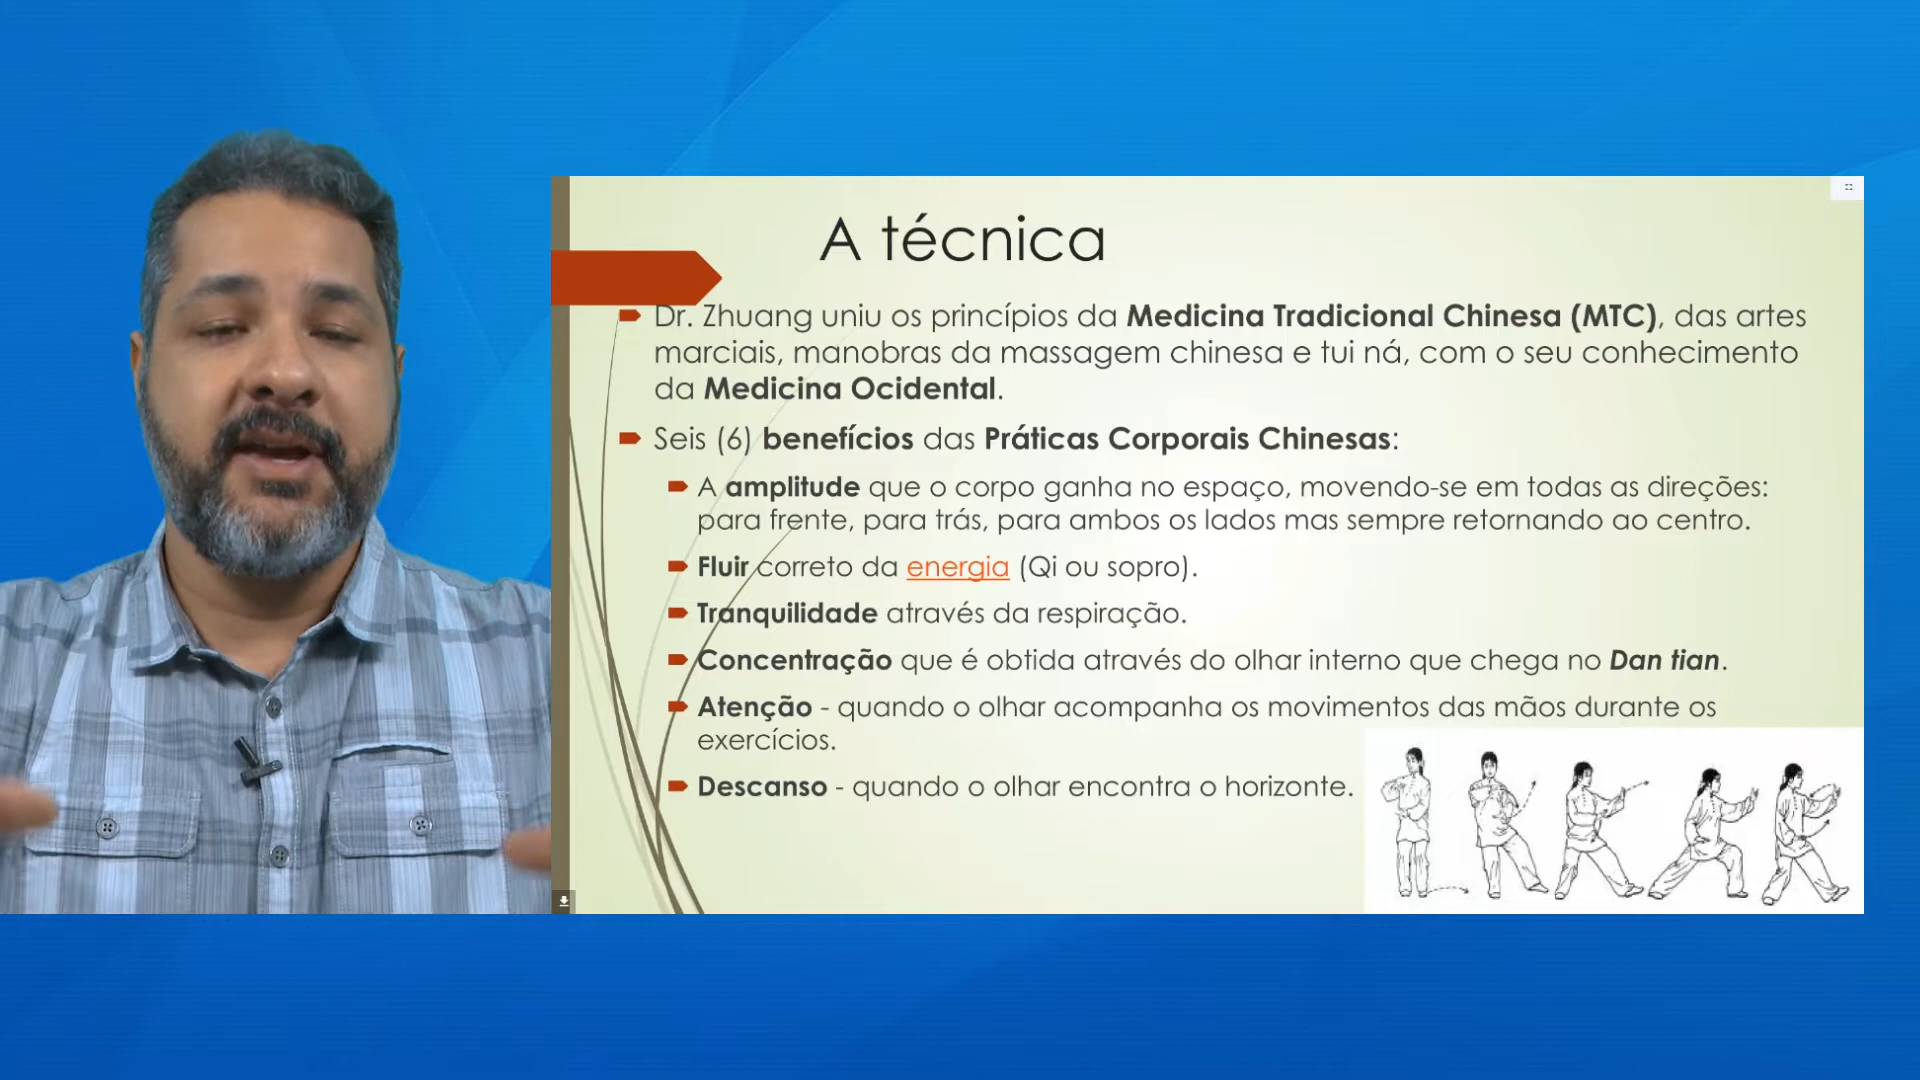 A técnica
Dr. Zhuang uniu os princípios da Medicina Tradicional Chinesa (MTC), das artes
marciais, manobras da massagem chinesa e tui ná, com o seu conhecimento
da Medicina Ocidental.
Seis (6) benefícios das Práticas Corporais Chinesas:
A amplitude que o corpo ganha no espaço, movendo-se em todas as direções:
para frente, para trás, para ambos os lados mas sempre retornando ao centro.
Fluir correto da energia (Qi ou sopro).
Tranquilidade através da respiração.
Concentração que é obtida através do olhar interno que chega no Dan tian.
Atenção - quando o olhar acompanha os movimentos das mãos durante os
exercícios.
Descanso - quando o olhar encontra o horizonte.